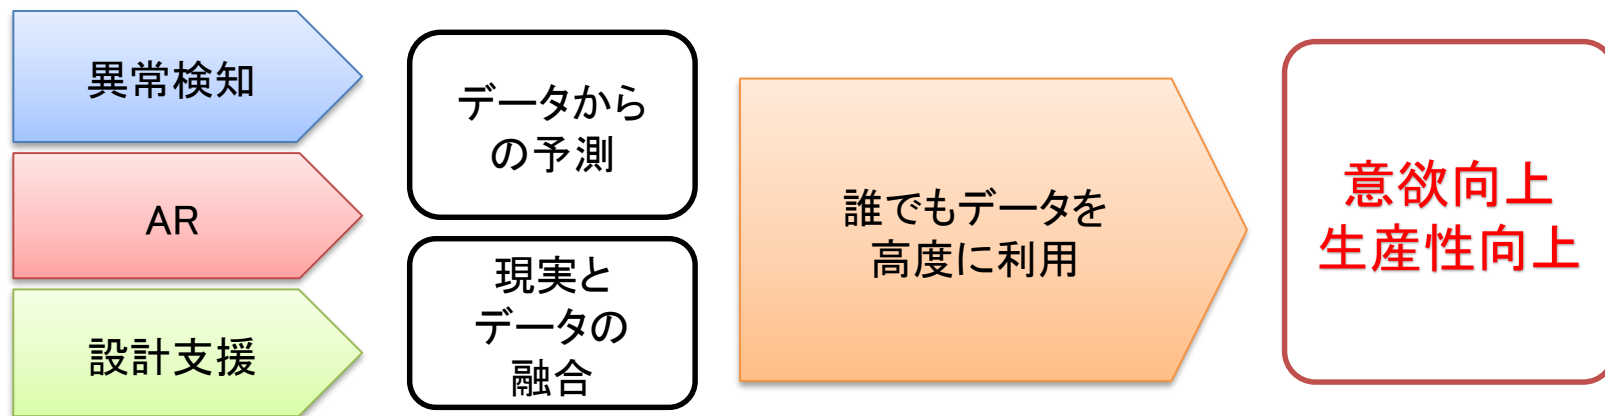 異常検知
AR
設計支援
データから
の予測
現実と
データの
融合
誰でもデータを
高度に利用
意欲向上
生産性向上